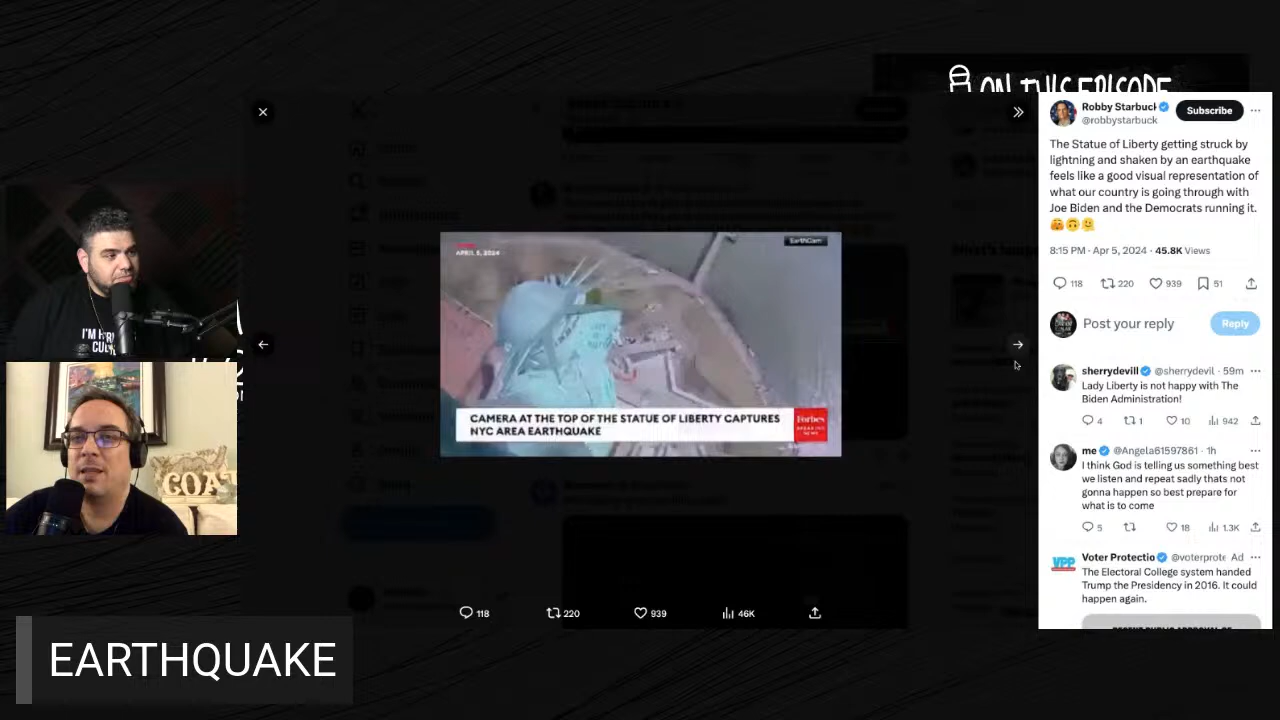 ON THIS EPISODE
Robby Starbuck
Subscribe
@robbystarbuck
The Statue of Liberty getting struck by
lightning and shaken by an earthquake
feels like a good visual representation of
what our country is going through with
Joe Biden and the Democrats running it.
8:15 PM · Apr 5, 2024 · 45.8K Views
118 220 939 51
Post your reply
Reply
sherrydevill @sherrydevil · 59m
Lady Liberty is not happy with The
Biden Administration!
4 1 10 942
me @Angela61597861 · 1h
I think God is telling us something best
we listen and repeat sadly thats not
gonna happen so best prepare for
what is to come
5 18 1.3K
Voter Protectio @voterprote Ad
The Electoral College system handed
Trump the Presidency in 2016. It could
happen again.
APRIL 5, 2024
EarthCam
CAMERA AT THE TOP OF THE STATUE OF LIBERTY CAPTURES
NYC AREA EARTHQUAKE
Forbes
BREAKING
NEWS
118 220 939 46K
I'M
GOAT
EARTHQUAKE